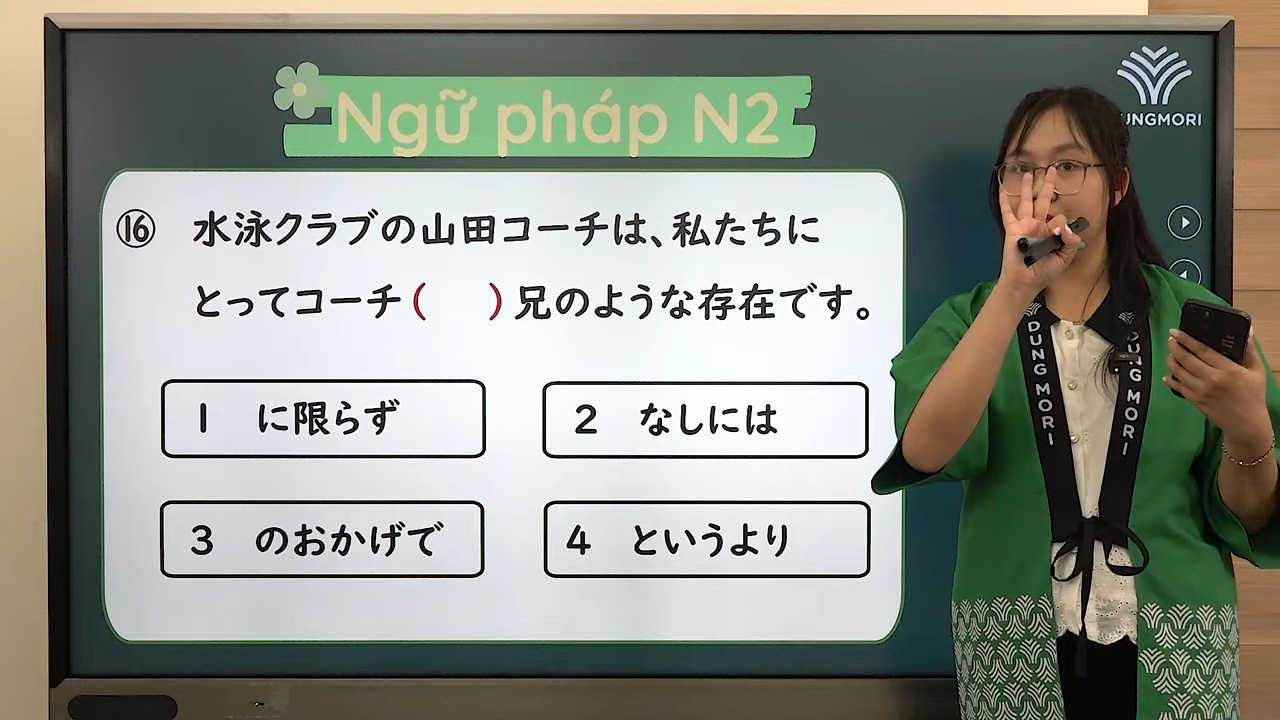 Ngữ pháp N2
UNGMORI
⑯ 水泳クラブの山田コーチは、私たちに
とってコーチ( )兄のような存在です。
1 に限らず
2 なしには
3 のおかげで
4 というより
DUNG MORI
DUNG MORI